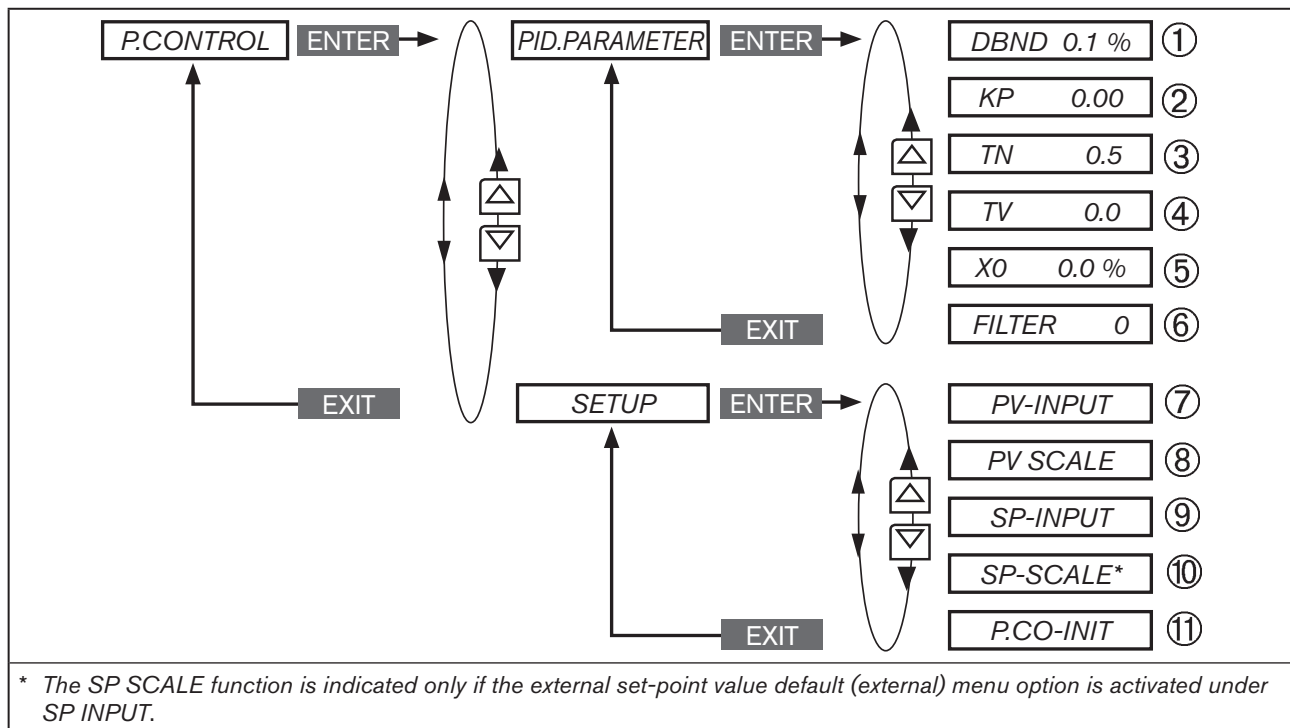 P.CONTROL ENTER PID.PARAMETER ENTER DBND 0.1 % ①
KP 0.00 ②
TN 0.5 ③
TV 0.0 ④
X0 0.0 % ⑤
EXIT FILTER 0 ⑥
EXIT SETUP ENTER PV-INPUT ⑦
PV SCALE ⑧
SP-INPUT ⑨
SP-SCALE* ⑩
EXIT P.CO-INIT ⑪
* The SP SCALE function is indicated only if the external set-point value default (external) menu option is activated under
SP INPUT.